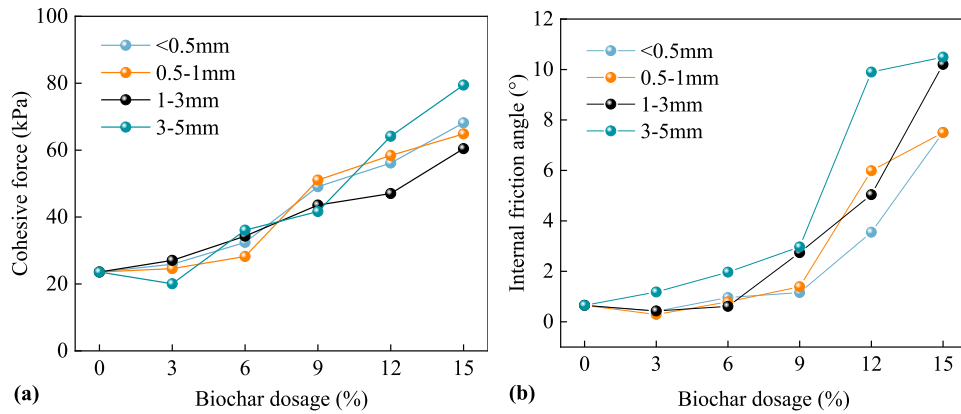 100
80
60
40
20
0
Cohesive force (kPa)
<0.5mm
0.5-1mm
1-3mm
3-5mm
0 3 6 9 12 15
(a)
Biochar dosage (%)
12
10
8
6
4
2
0
Internal friction angle (°)
<0.5mm
0.5-1mm
1-3mm
3-5mm
0 3 6 9 12 15
(b)
Biochar dosage (%)